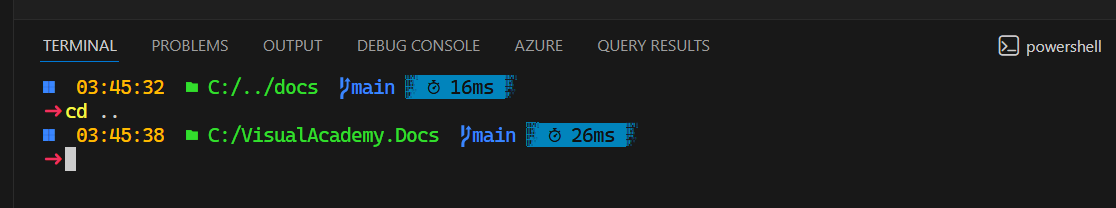 TERMINAL PROBLEMS OUTPUT DEBUG CONSOLE AZURE QUERY RESULTS powershell
03:45:32 C:/../docs main 16ms
➜cd ..
03:45:38 C:/VisualAcademy.Docs main 26ms
➜